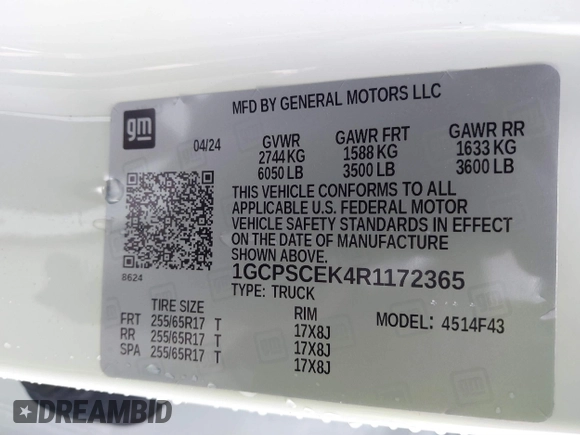 gm
MFD BY GENERAL MOTORS LLC
04/24 GVWR GAWR FRT GAWR RR
2744 KG 1588 KG 1633 KG
6050 LB 3500 LB 3600 LB
THIS VEHICLE CONFORMS TO ALL
APPLICABLE U.S. FEDERAL MOTOR
VEHICLE SAFETY STANDARDS IN EFFECT
ON THE DATE OF MANUFACTURE
SHOWN ABOVE.
8624
1GCPSCEK4R1172365
TYPE: TRUCK
TIRE SIZE RIM MODEL: 4514F43
FRT 255/65R17 T 17X8J
RR 255/65R17 T 17X8J
SPA 255/65R17 T 17X8J
DREAMBID